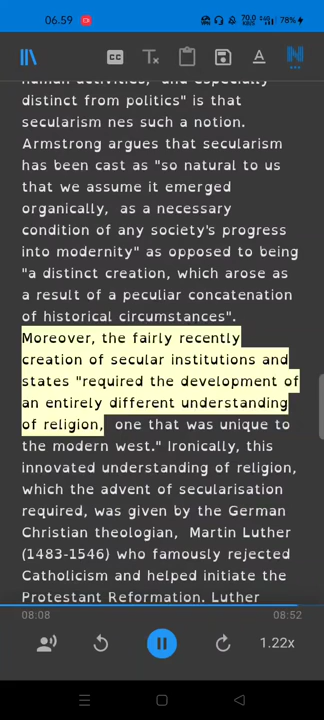 06.59
70.0
78%
CC
human activities, "and especially
distinct from politics" is that
secularism nes such a notion.
Armstrong argues that secularism
has been cast as "so natural to us
that we assume it emerged
organically, as a necessary
condition of any society's progress
into modernity" as opposed to being
"a distinct creation, which arose as
a result of a peculiar concatenation
of historical circumstances".
Moreover, the fairly recently
creation of secular institutions and
states "required the development of
an entirely different understanding
of religion, one that was unique to
the modern west." Ironically, this
innovated understanding of religion,
which the advent of secularisation
required, was given by the German
Christian theologian, Martin Luther
(1483-1546) who famously rejected
Catholicism and helped initiate the
Protestant Reformation. Luther
08:08
08:52
1.22x